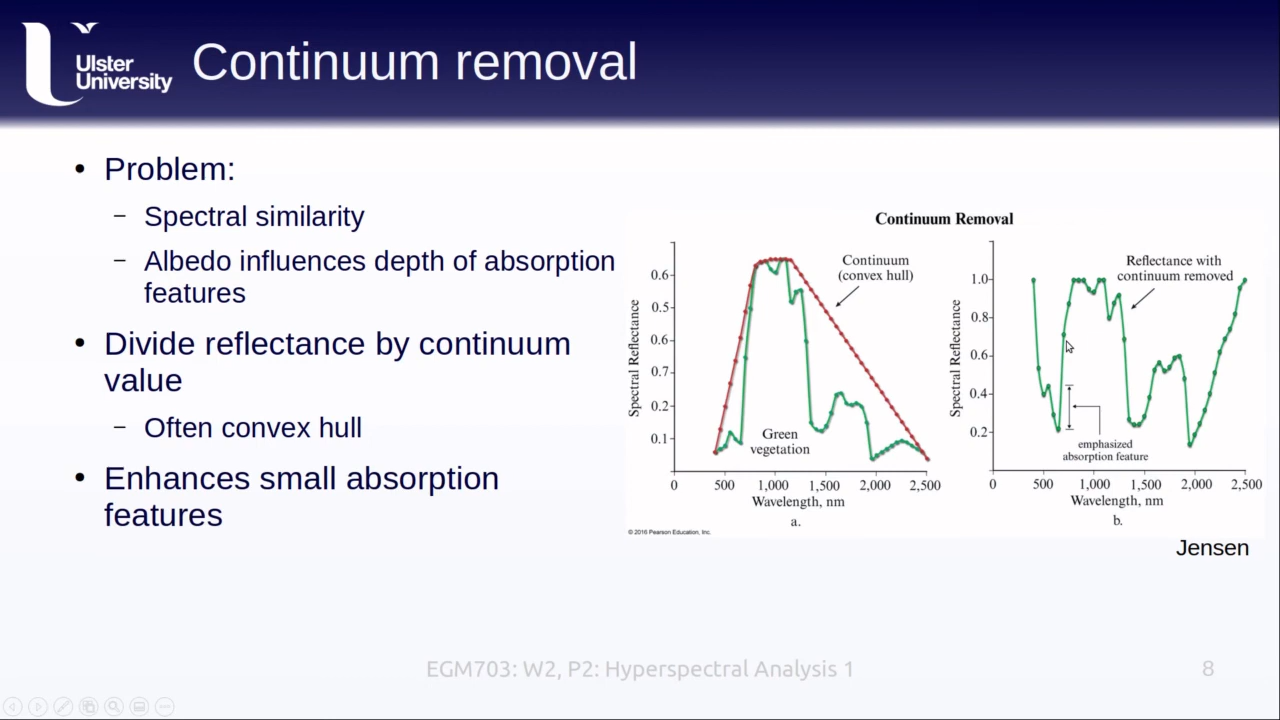 Ulster
University
Continuum removal
• Problem:
– Spectral similarity
– Albedo influences depth of absorption
features
• Divide reflectance by continuum
value
– Often convex hull
• Enhances small absorption
features
Continuum Removal
Spectral Reflectance
0.6
0.5
0.6
0.7
0.2
0.1
Continuum
(convex hull)
Green
vegetation
0 500 1,000 1,500 2,000 2,500
Wavelength, nm
a.
© 2016 Pearson Education, Inc.
Spectral Reflectance
1.0
0.8
0.6
0.4
0.2
Reflectance with
continuum removed
emphasized
absorption feature
0 500 1,000 1,500 2,000 2,500
Wavelength, nm
b.
Jensen
EGM703: W2, P2: Hyperspectral Analysis 1
8